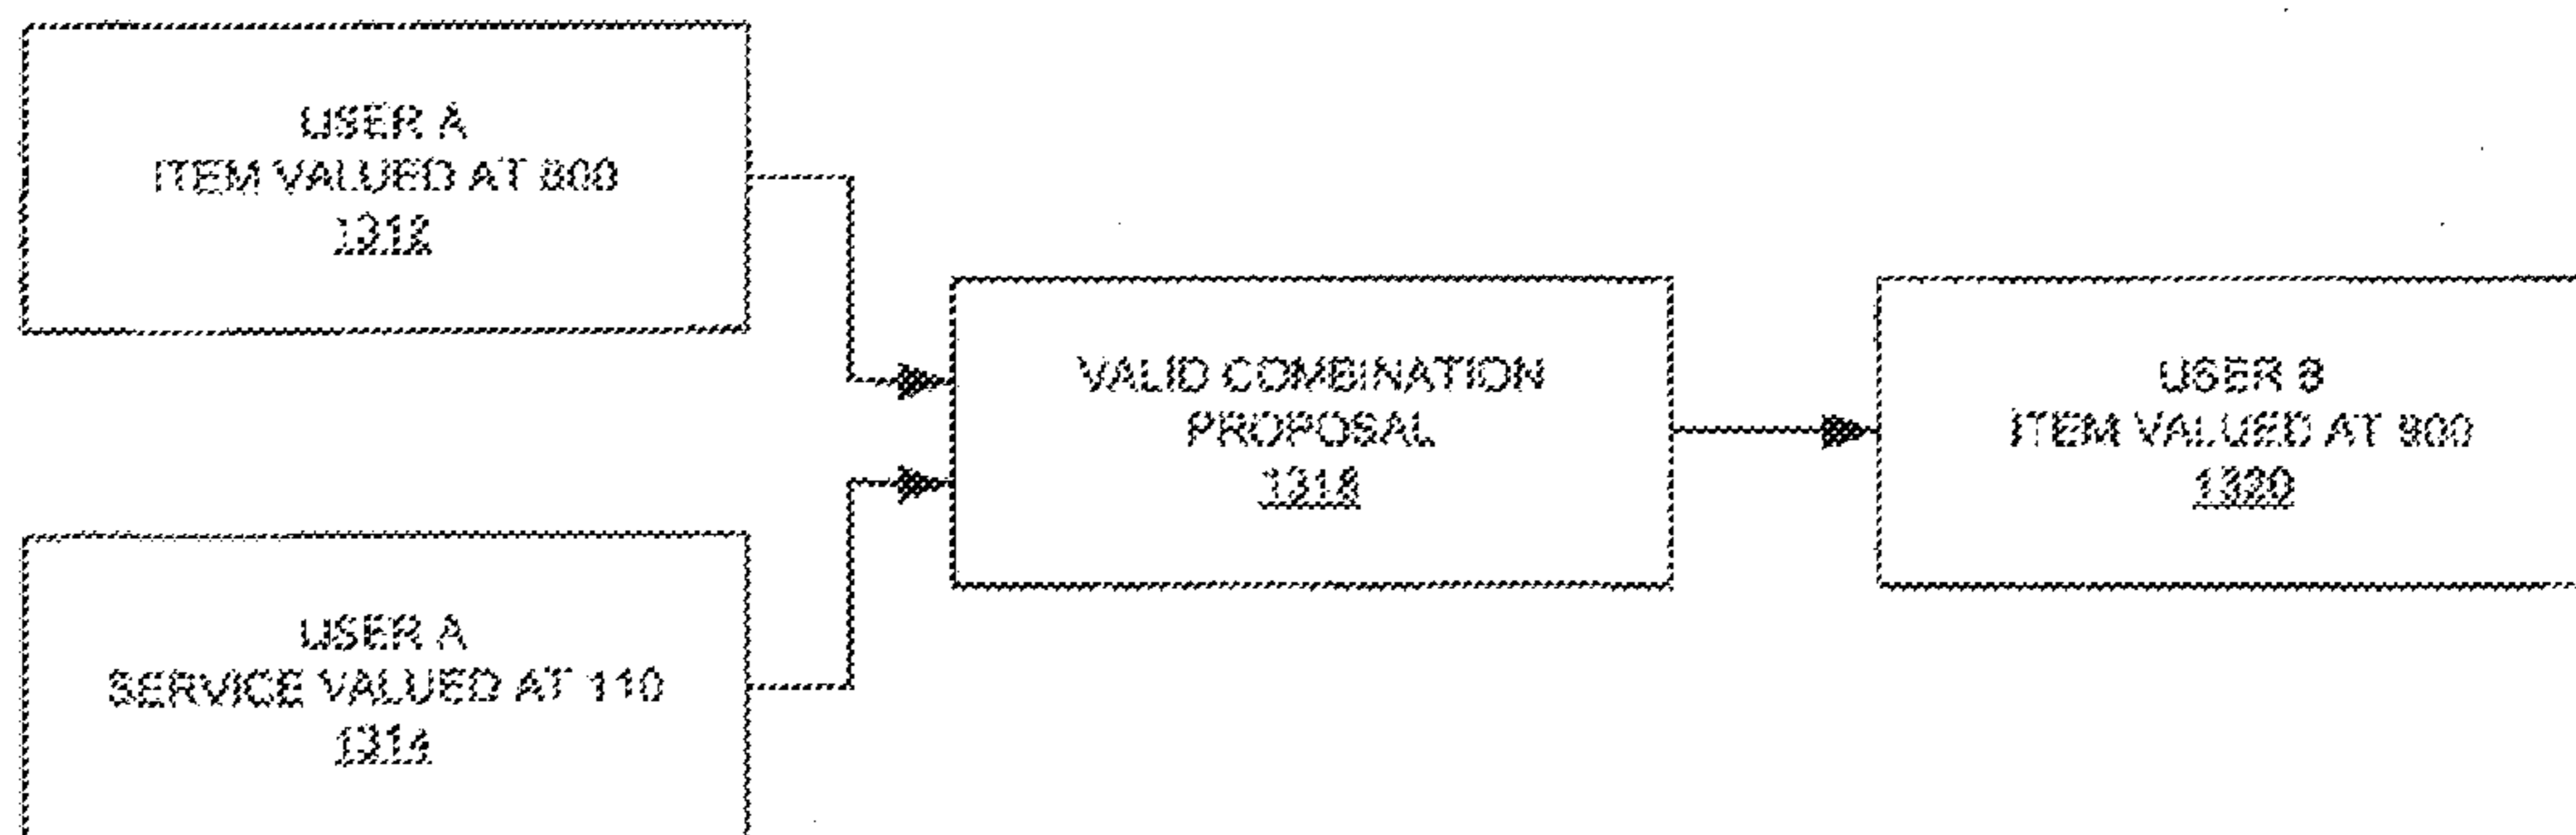 USER A
ITEM VALUED AT 800
1312
VALID COMBINATION
PROPOSAL
1318
USER B
ITEM VALUED AT 900
1320
USER A
SERVICE VALUED AT 110
1314